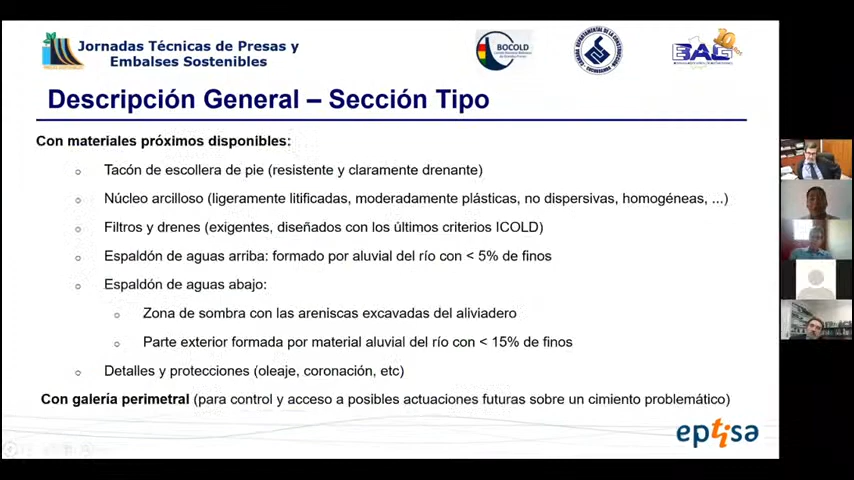 Jornadas Técnicas de Presas y
Embalses Sostenibles
BOCOLD
Descripción General – Sección Tipo
Con materiales próximos disponibles:
Tacón de escollera de pie (resistente y claramente drenante)
Núcleo arcilloso (ligeramente litificadas, moderadamente plásticas, no dispersivas, homogéneas, ...)
Filtros y drenes (exigentes, diseñados con los últimos criterios ICOLD)
Espaldón de aguas arriba: formado por aluvial del río con < 5% de finos
Espaldón de aguas abajo:
Zona de sombra con las areniscas excavadas del aliviadero
Parte exterior formada por material aluvial del río con < 15% de finos
Detalles y protecciones (oleaje, coronación, etc)
Con galería perimetral (para control y acceso a posibles actuaciones futuras sobre un cimiento problemático)
eptisa